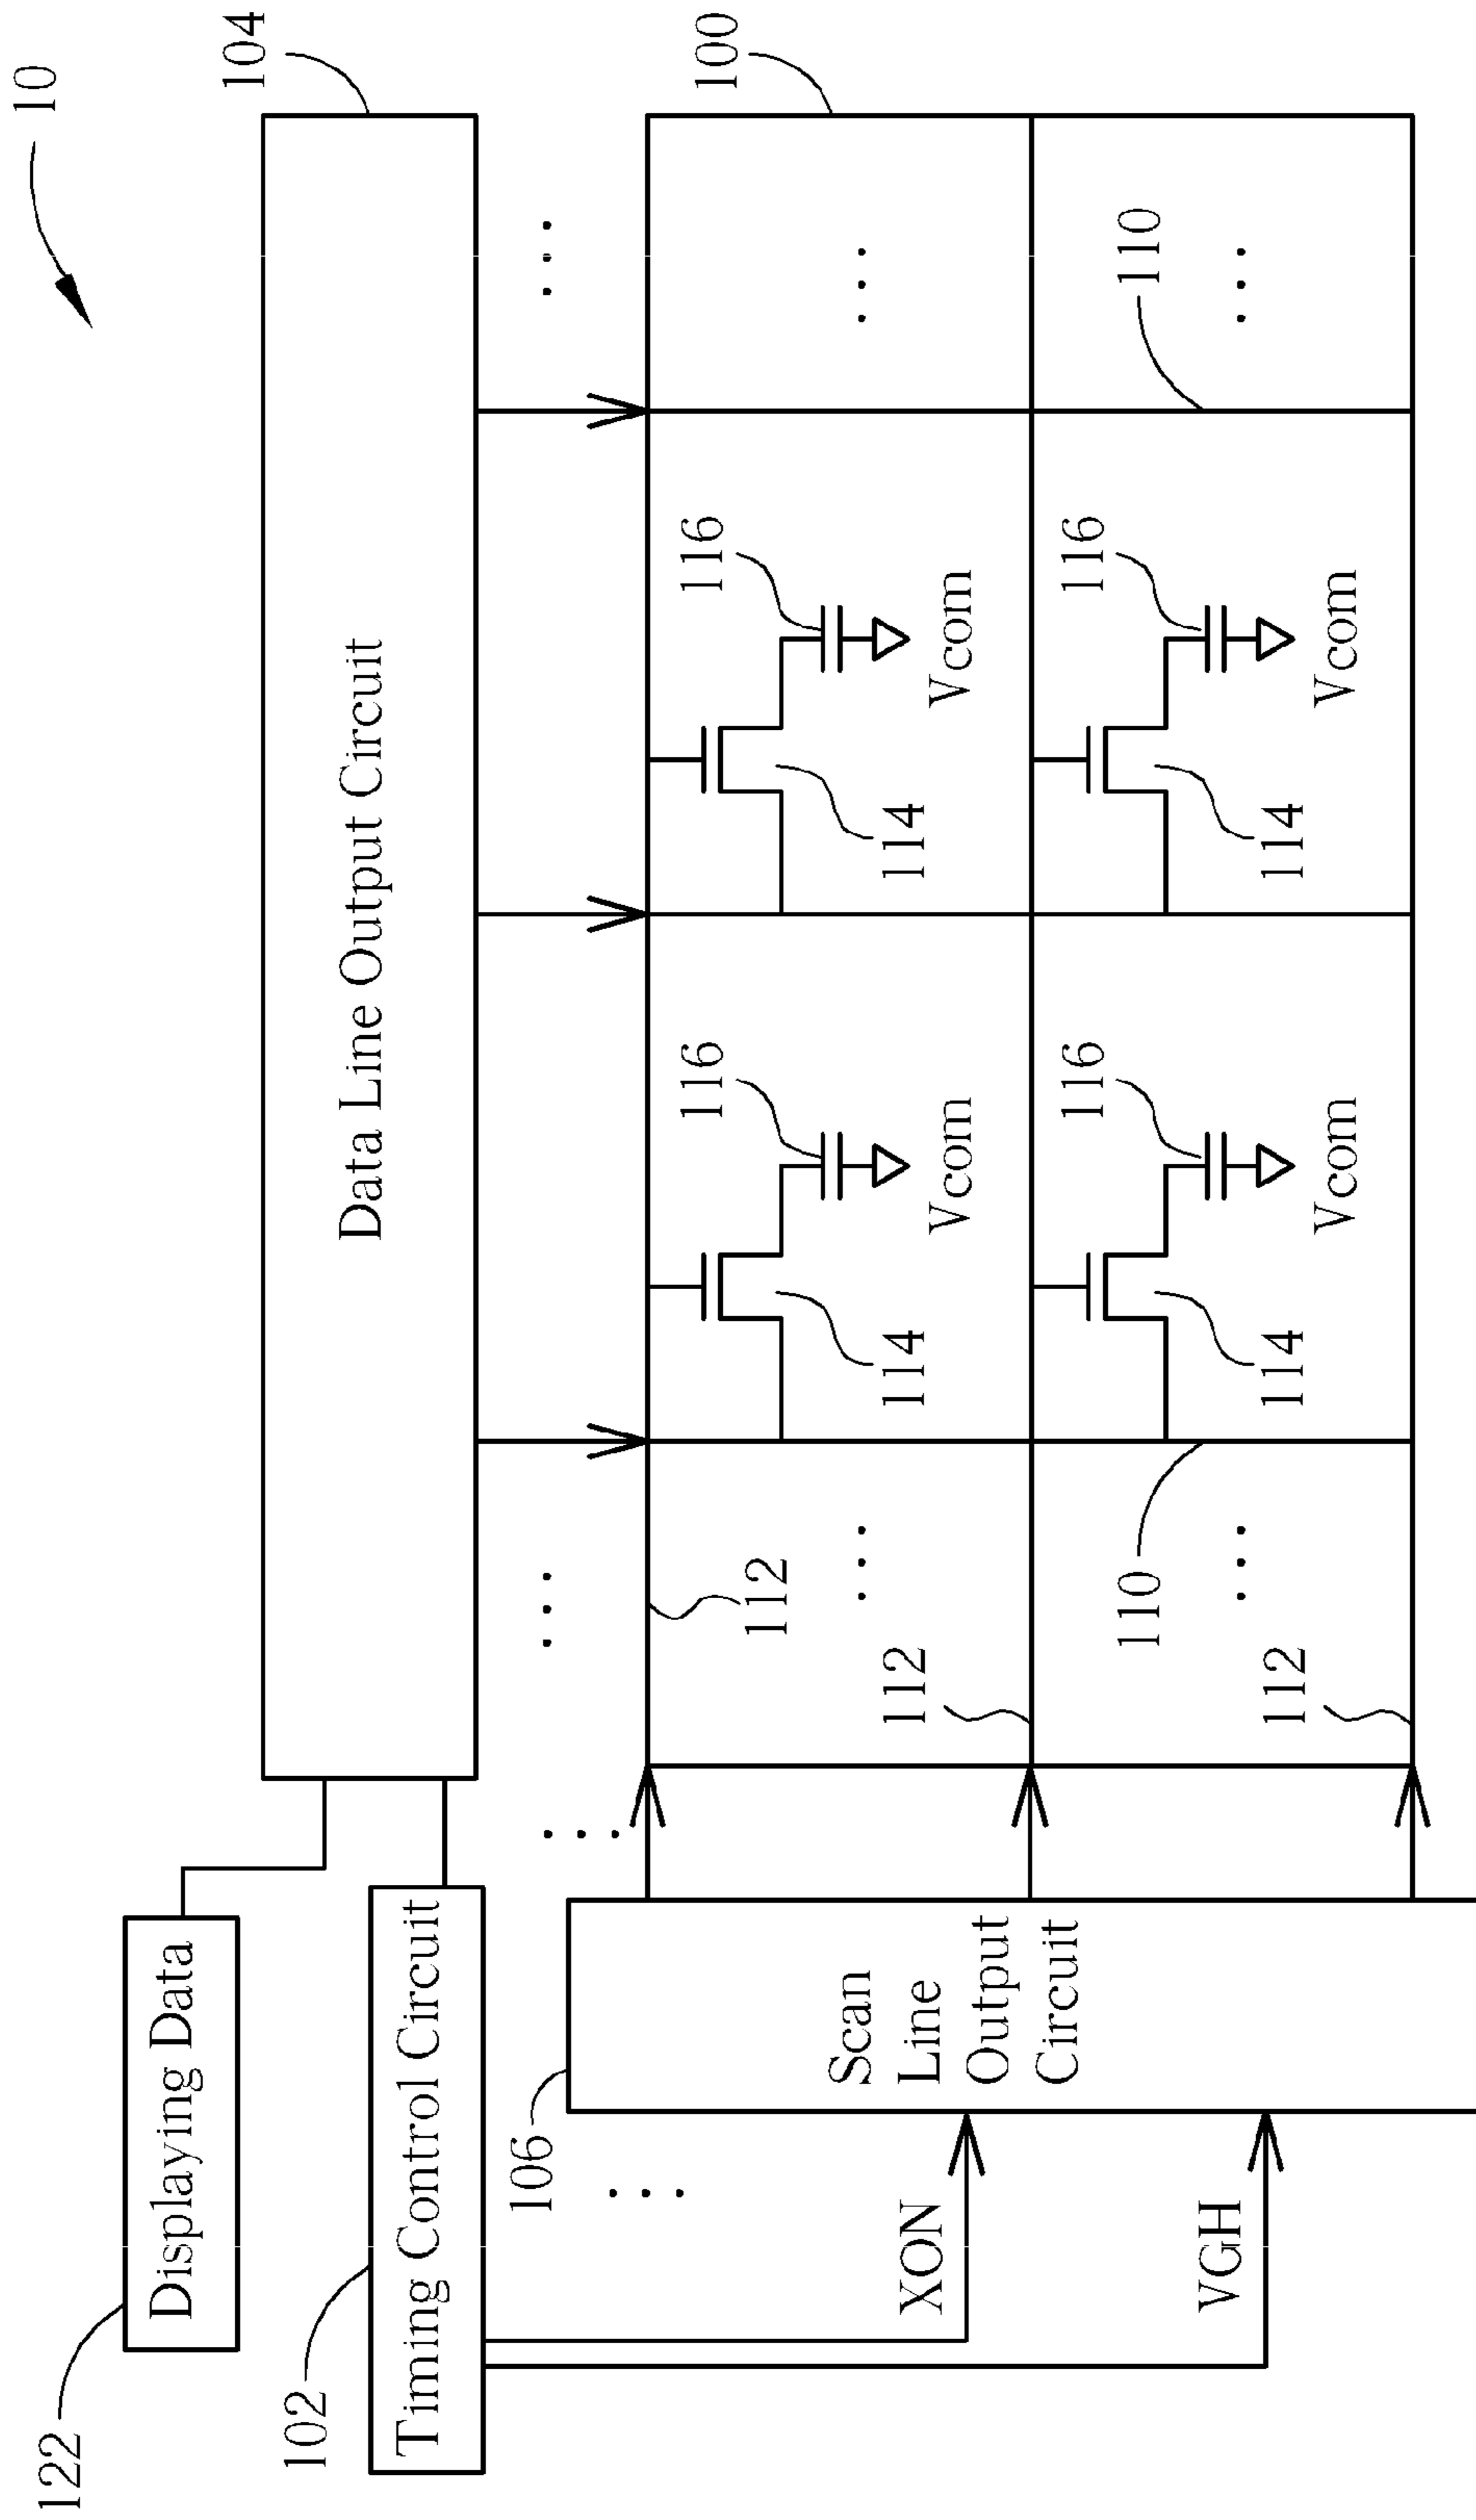 10
122
Displaying Data
104
Data Line Output Circuit
102
Timing Control Circuit
106
Scan
Line
Output
Circuit
XON
VGH
100
112
116
116
114
114
Vcom
Vcom
112
110
110
116
116
114
114
Vcom
Vcom
112